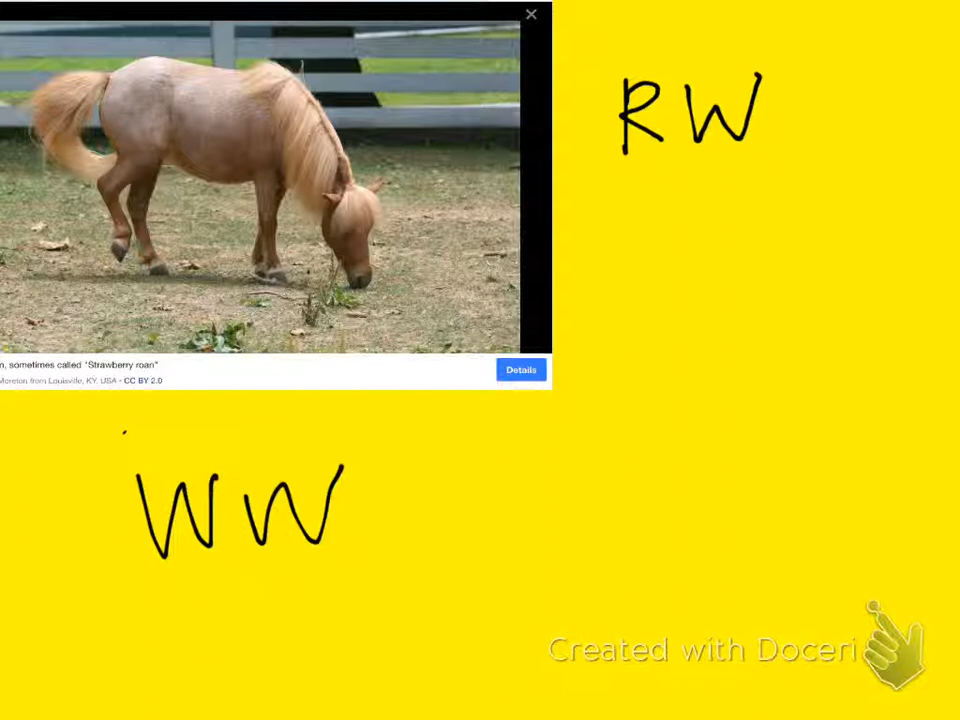 RW
n, sometimes called "Strawberry roan"
Moreton from Louisville, KY, USA • CC BY 2.0
Details
WW
Created with Doceri